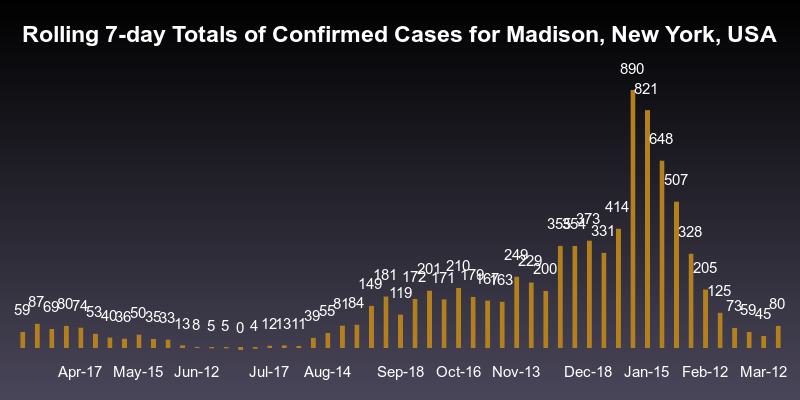 Rolling 7-day Totals of Confirmed Cases for Madison, New York, USA
59 87 69 80 74 53 40 36 50 35 33 13 8 5 5 0 4 12 13 11 39 55 81 84 149 181 119 172 201 171 210 179 167 163 249 229 200 354 373 331 414 890 821 648 507 328 205 125 73 59 45 80
Apr-17 May-15 Jun-12 Jul-17 Aug-14 Sep-18 Oct-16 Nov-13 Dec-18 Jan-15 Feb-12 Mar-12